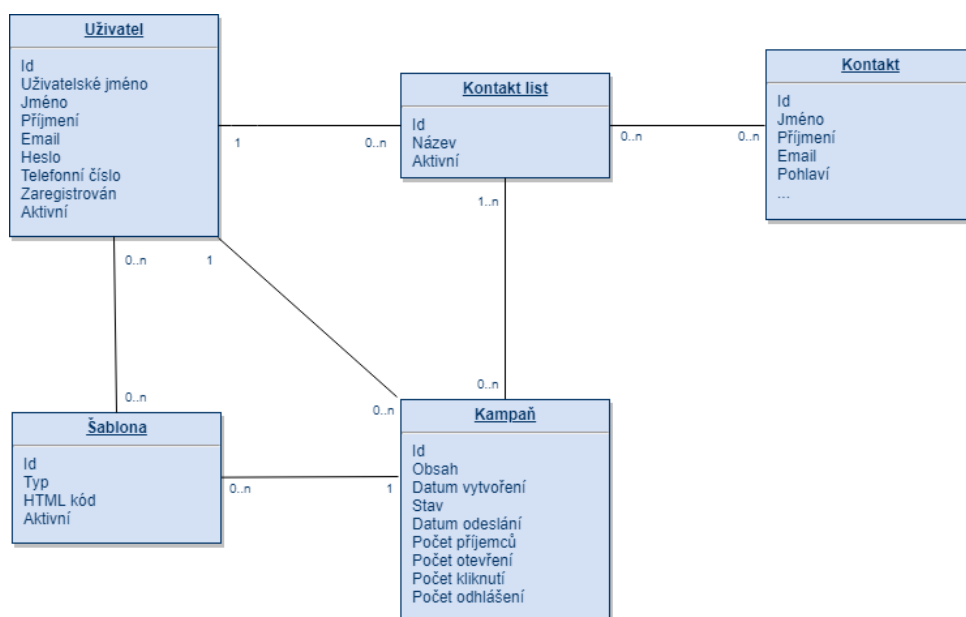 Uživatel
Id
Uživatelské jméno
Jméno
Příjmení
Email
Heslo
Telefonní číslo
Zaregistrován
Aktivní
Kontakt list
Id
Název
Aktivní
Kontakt
Id
Jméno
Příjmení
Email
Pohlaví
...
1
0..n
0..n
0..n
1..n
0..n
1
0..n
0..n
0..n
Šablona
Id
Typ
HTML kód
Aktivní
0..n
1
Kampaň
Id
Obsah
Datum vytvoření
Stav
Datum odeslání
Počet příjemců
Počet otevření
Počet kliknutí
Počet odhlášení